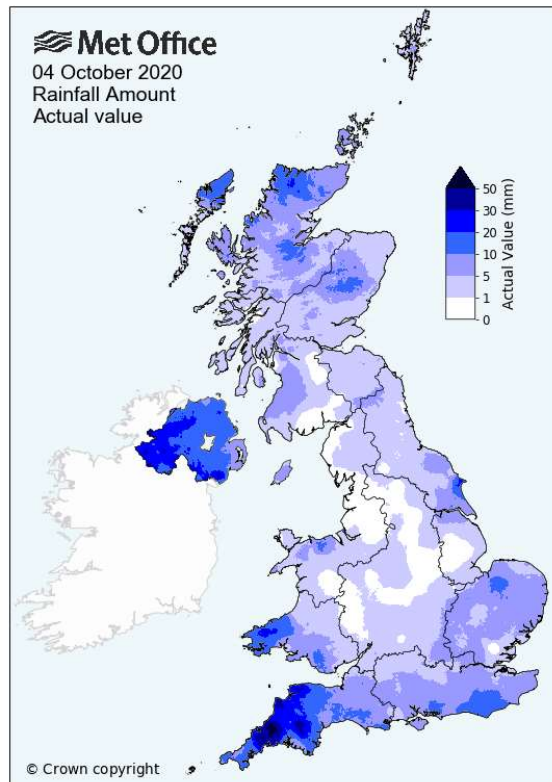 Met Office
04 October 2020
Rainfall Amount
Actual value
50
30
20
10
5
1
0
Actual Value (mm)
© Crown copyright